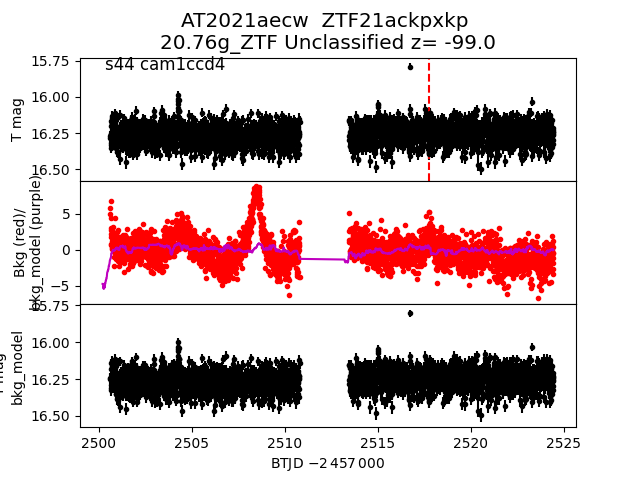 AT2021aecw ZTF21ackpxkp
20.76g_ZTF Unclassified z= -99.0
s44 cam1ccd4
T mag
15.75
16.00
16.25
16.50
Bkg (red)/
bkg_model (purple)
5
0
−5
bkg_model
15.75
16.00
16.25
16.50
2500 2505 2510 2515 2520 2525
BTJD −2 457 000